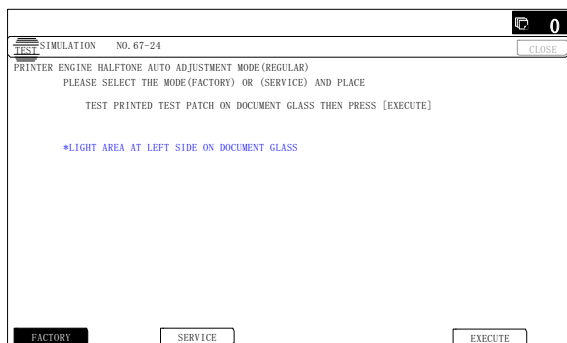 0
TEST SIMULATION NO.67-24
CLOSE
PRINTER ENGINE HALFTONE AUTO ADJUSTMENT MODE(REGULAR)
PLEASE SELECT THE MODE(FACTORY) OR (SERVICE) AND PLACE
TEST PRINTED TEST PATCH ON DOCUMENT GLASS THEN PRESS [EXECUTE]
*LIGHT AREA AT LEFT SIDE ON DOCUMENT GLASS
FACTORY SERVICE EXECUTE